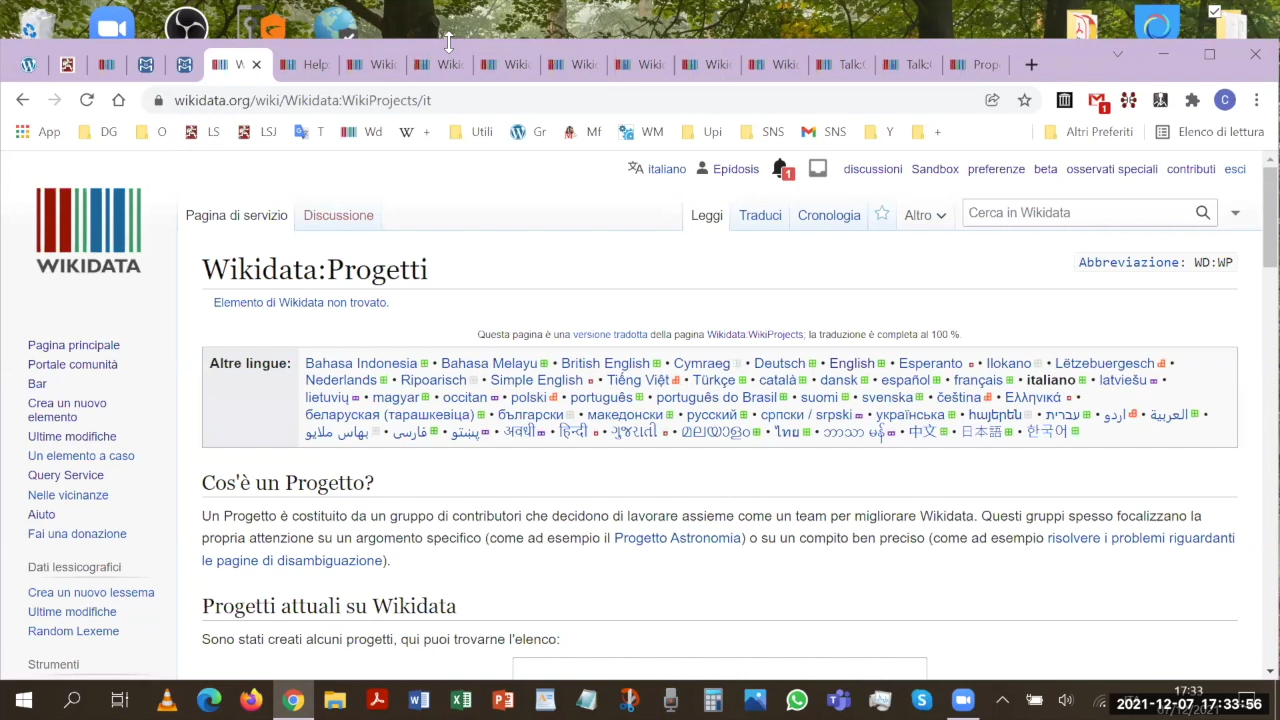 W
Help:
Wiki
Wiki
Wiki
Wiki
Wiki
Wiki
Wiki
Talk:
Talk:
Prop
wikidata.org/wiki/Wikidata:WikiProjects/it
1
C
App
DG
O
LS
LSJ
T
Wd
+
Utili
Gr
Mf
WM
Upi
SNS
SNS
Y
+
Altri Preferiti
Elenco di lettura
italiano
Epidosis
1
discussioni
Sandbox
preferenze
beta
osservati speciali
contributi
esci
WIKIDATA
Pagina di servizio
Discussione
Leggi
Traduci
Cronologia
Altro
Cerca in Wikidata
Wikidata:Progetti
Abbreviazione: WD:WP
Elemento di Wikidata non trovato.
Questa pagina è una versione tradotta della pagina Wikidata:WikiProjects; la traduzione è completa al 100 %.
Altre lingue: Bahasa Indonesia • Bahasa Melayu • British English • Cymraeg • Deutsch • English • Esperanto • Ilokano • Lëtzebuergesch •
Nederlands • Ripoarisch • Simple English • Tiếng Việt • Türkçe • català • dansk • español • français • italiano • latviešu •
lietuvių • magyar • occitan • polski • português • português do Brasil • suomi • svenska • čeština • Ελληνικά •
беларуская (тарашкевіца) • български • македонски • русский • српски / srpski • українська • հայերեն • עברית • اردو • العربية •
بهاس ملايو • فارسی • پښتو • अवधी • हिन्दी • ગુજરાતી • മലയാളം • ไทย • ဘာသာ မန် • 中文 • 日本語 • 한국어
Cos'è un Progetto?
Un Progetto è costituito da un gruppo di contributori che decidono di lavorare assieme come un team per migliorare Wikidata. Questi gruppi spesso focalizzano la
propria attenzione su un argomento specifico (come ad esempio il Progetto Astronomia) o su un compito ben preciso (come ad esempio risolvere i problemi riguardanti
le pagine di disambiguazione).
Progetti attuali su Wikidata
Sono stati creati alcuni progetti, qui puoi trovarne l'elenco:
Pagina principale
Portale comunità
Bar
Crea un nuovo
elemento
Ultime modifiche
Un elemento a caso
Query Service
Nelle vicinanze
Aiuto
Fai una donazione
Dati lessicografici
Crea un nuovo lessema
Ultime modifiche
Random Lexeme
Strumenti
17:33
2021-12-07 17:33:56